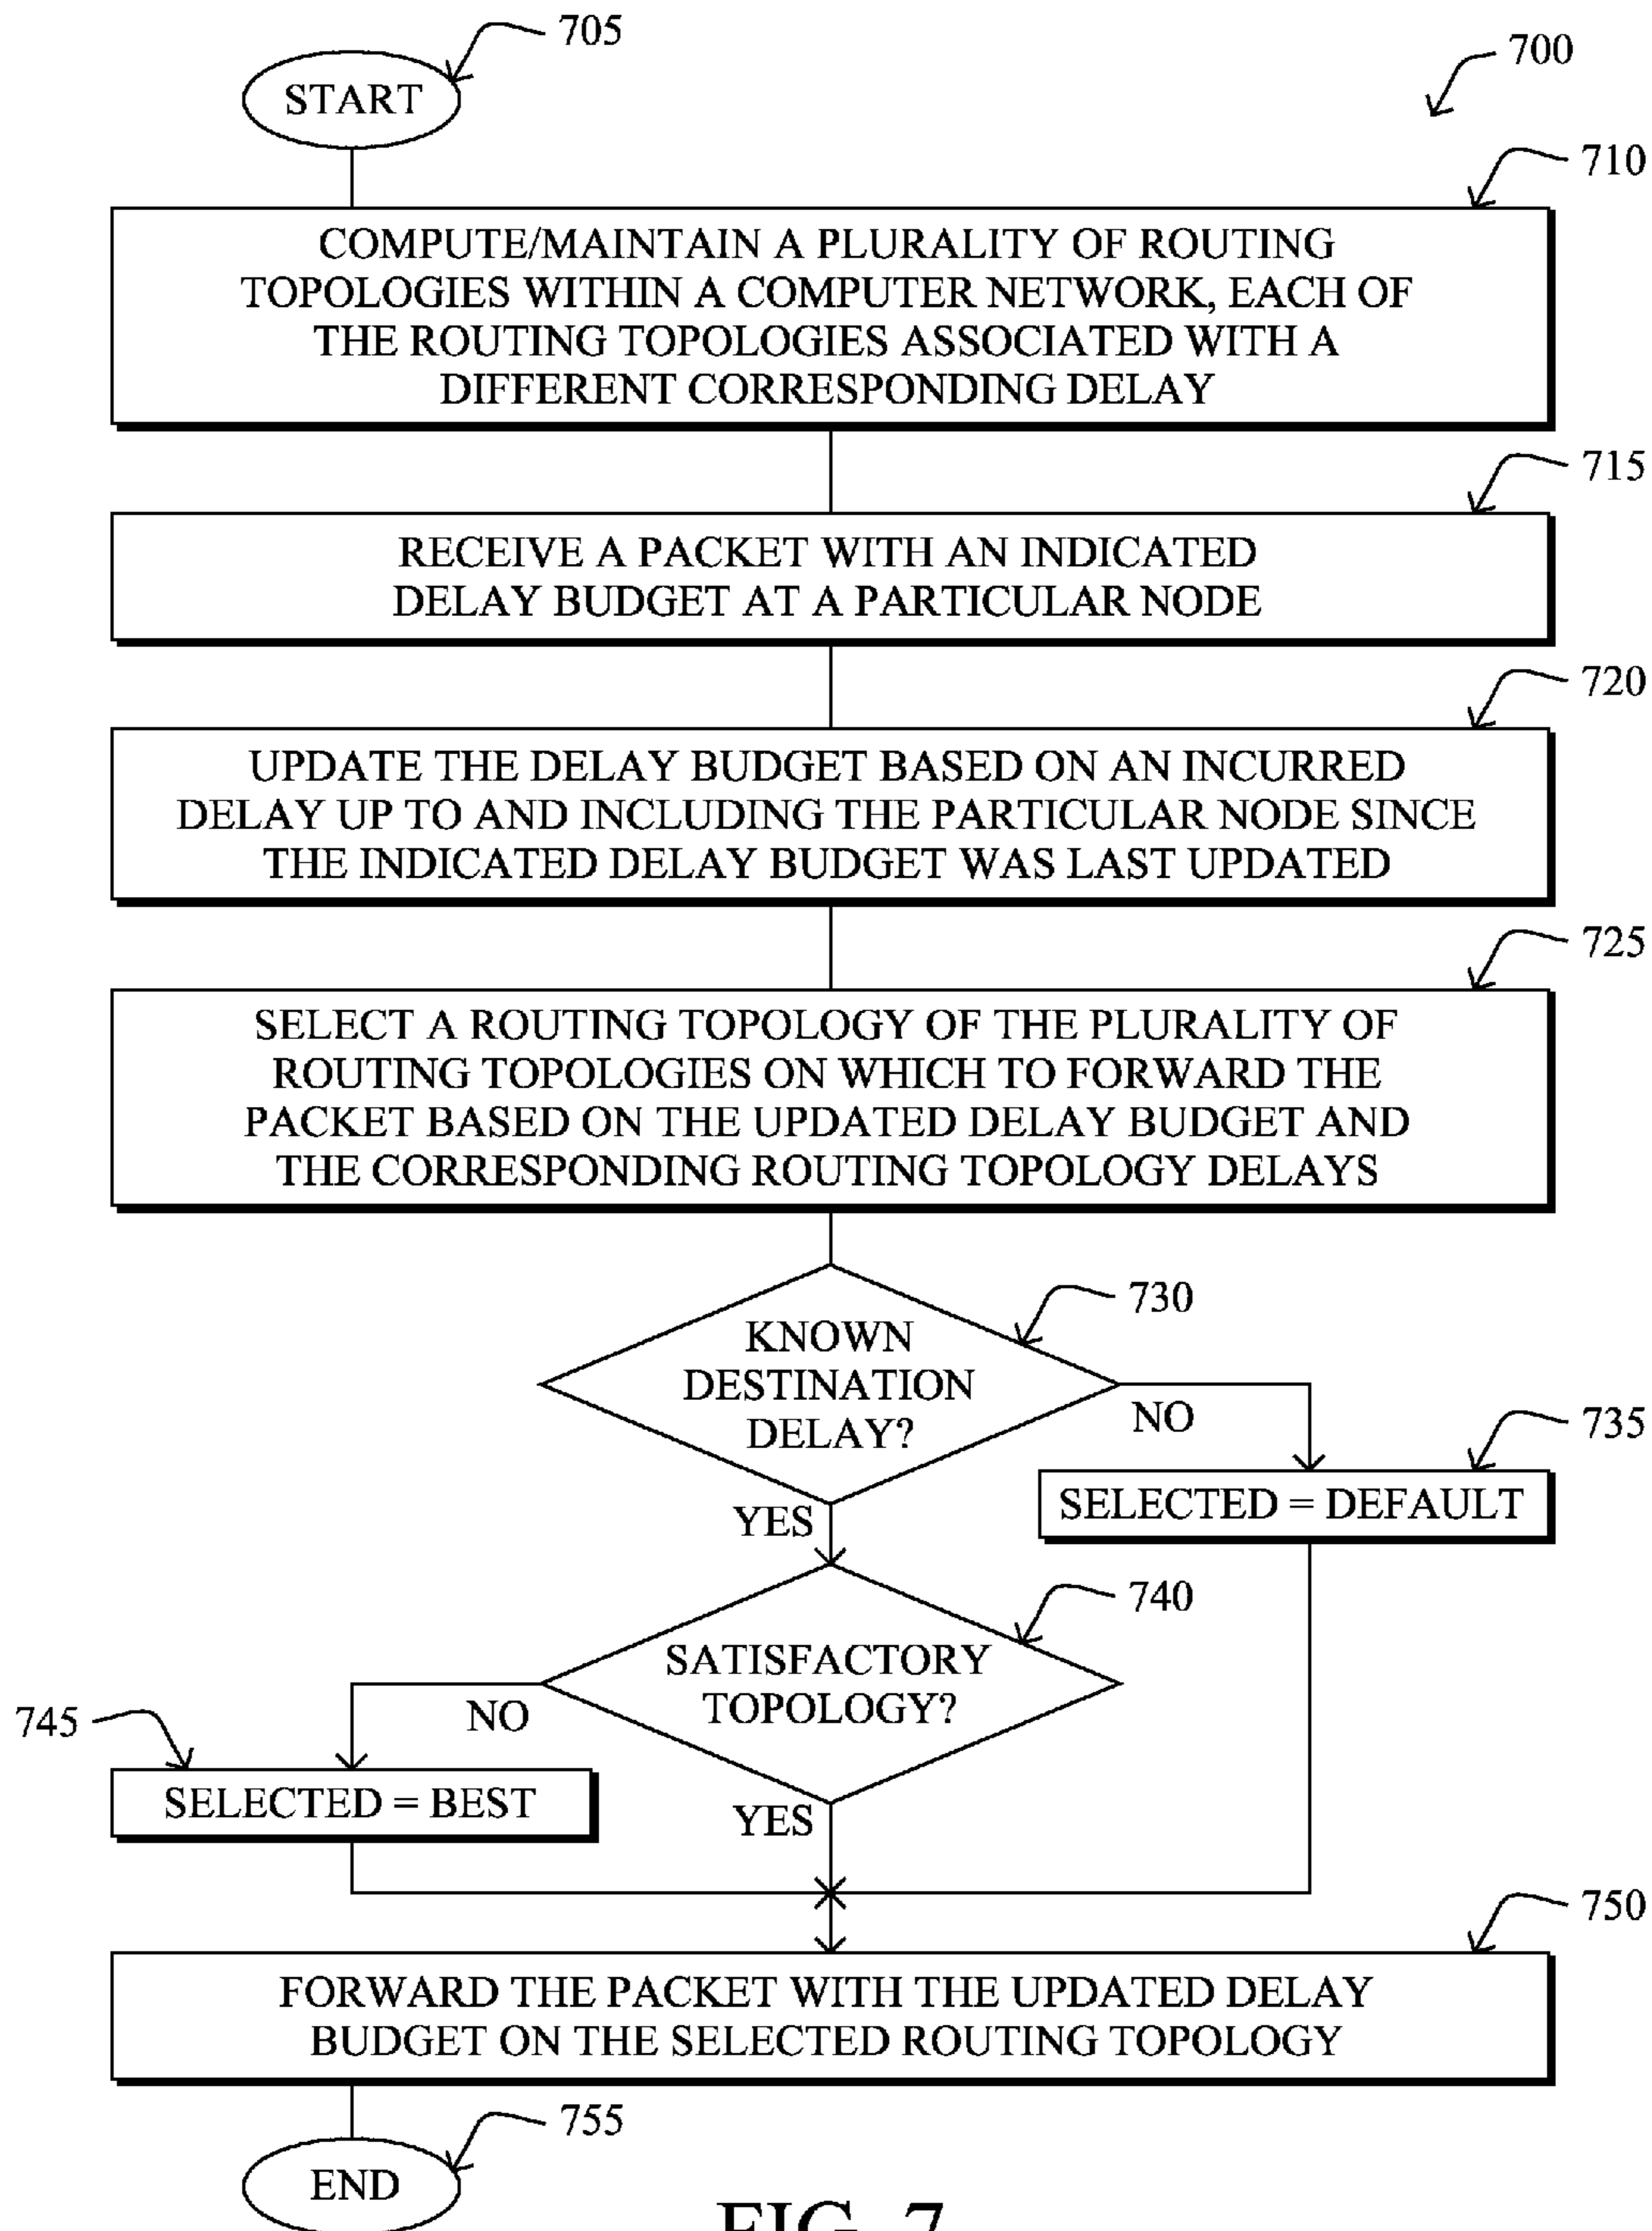 705
START
700
710
COMPUTE/MAINTAIN A PLURALITY OF ROUTING
TOPOLOGIES WITHIN A COMPUTER NETWORK, EACH OF
THE ROUTING TOPOLOGIES ASSOCIATED WITH A
DIFFERENT CORRESPONDING DELAY
715
RECEIVE A PACKET WITH AN INDICATED
DELAY BUDGET AT A PARTICULAR NODE
720
UPDATE THE DELAY BUDGET BASED ON AN INCURRED
DELAY UP TO AND INCLUDING THE PARTICULAR NODE SINCE
THE INDICATED DELAY BUDGET WAS LAST UPDATED
725
SELECT A ROUTING TOPOLOGY OF THE PLURALITY OF
ROUTING TOPOLOGIES ON WHICH TO FORWARD THE
PACKET BASED ON THE UPDATED DELAY BUDGET AND
THE CORRESPONDING ROUTING TOPOLOGY DELAYS
730
KNOWN
DESTINATION
DELAY?
NO
735
SELECTED = DEFAULT
YES
740
SATISFACTORY
TOPOLOGY?
NO
745
SELECTED = BEST
YES
750
FORWARD THE PACKET WITH THE UPDATED DELAY
BUDGET ON THE SELECTED ROUTING TOPOLOGY
755
END
FIG. 7